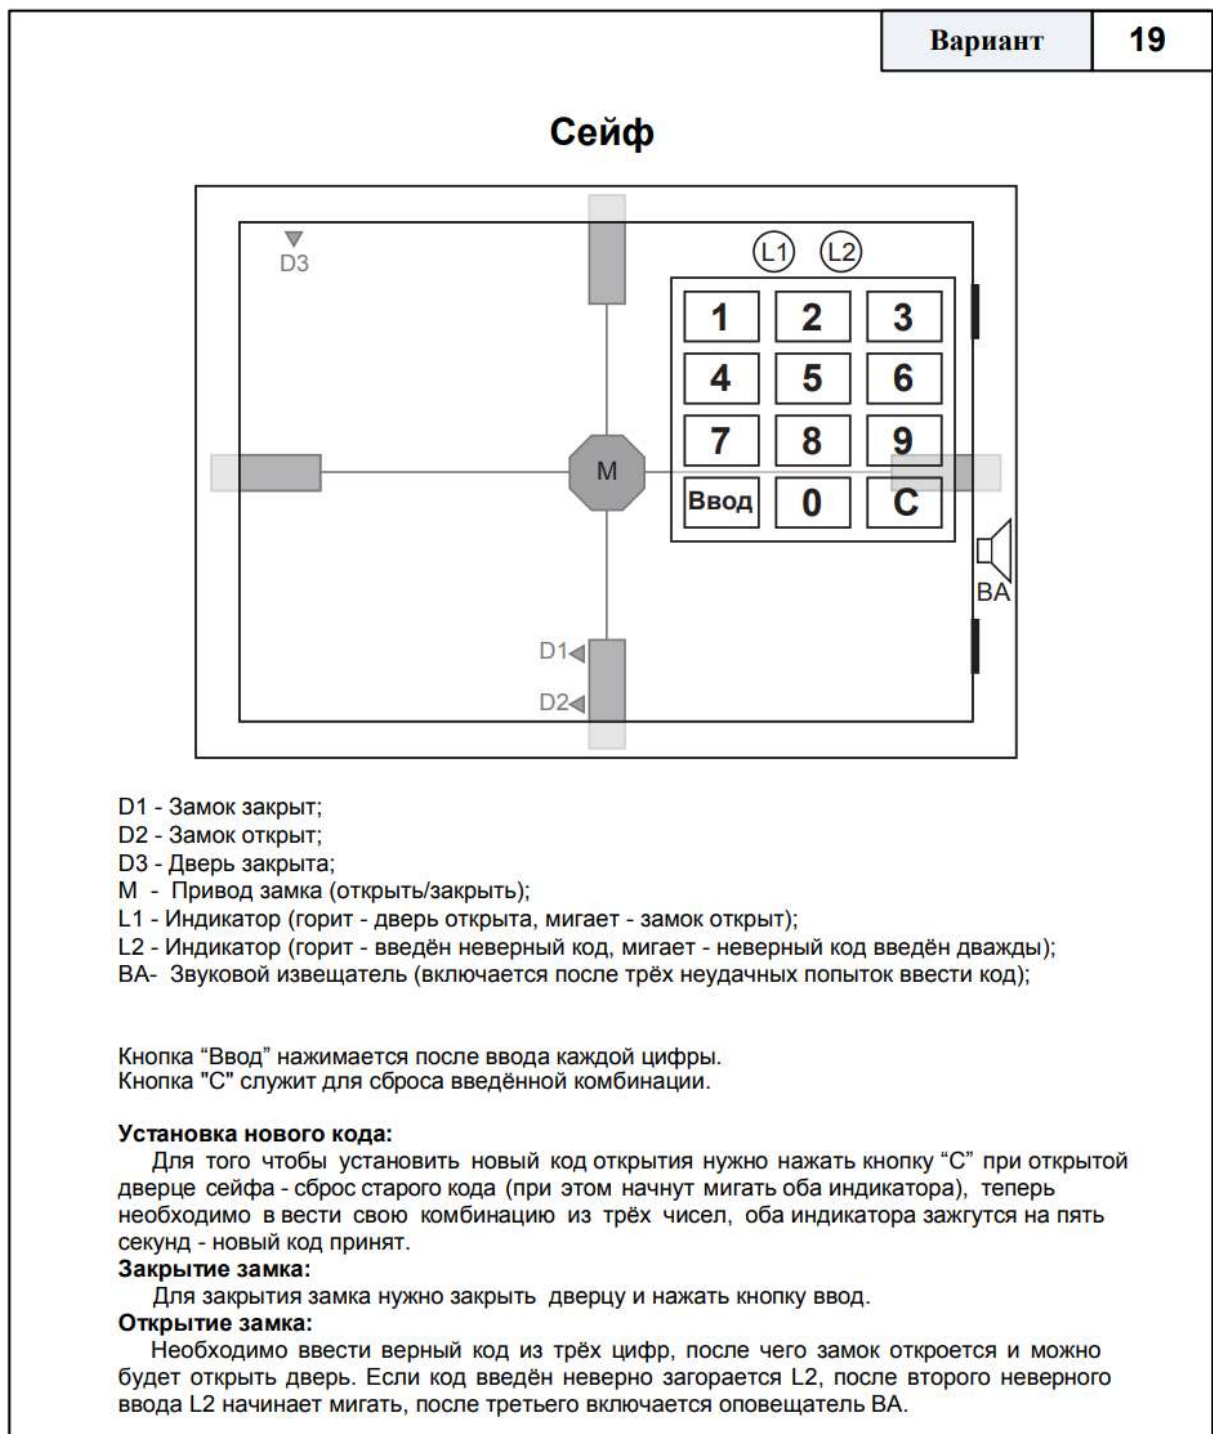 Вариант 19
Сейф
D3
L1 L2
1 2 3
4 5 6
7 8 9
Ввод 0 C
M
BA
D1
D2
D1 - Замок закрыт;
D2 - Замок открыт;
D3 - Дверь закрыта;
M - Привод замка (открыть/закрыть);
L1 - Индикатор (горит - дверь открыта, мигает - замок открыт);
L2 - Индикатор (горит - введён неверный код, мигает - неверный код введён дважды);
BA- Звуковой извещатель (включается после трёх неудачных попыток ввести код);
Кнопка “Ввод” нажимается после ввода каждой цифры.
Кнопка "С" служит для сброса введённой комбинации.
Установка нового кода:
Для того чтобы установить новый код открытия нужно нажать кнопку “С” при открытой
дверце сейфа - сброс старого кода (при этом начнут мигать оба индикатора), теперь
необходимо в вести свою комбинацию из трёх чисел, оба индикатора зажгутся на пять
секунд - новый код принят.
Закрытие замка:
Для закрытия замка нужно закрыть дверцу и нажать кнопку ввод.
Открытие замка:
Необходимо ввести верный код из трёх цифр, после чего замок откроется и можно
будет открыть дверь. Если код введён неверно загорается L2, после второго неверного
ввода L2 начинает мигать, после третьего включается оповещатель ВА.